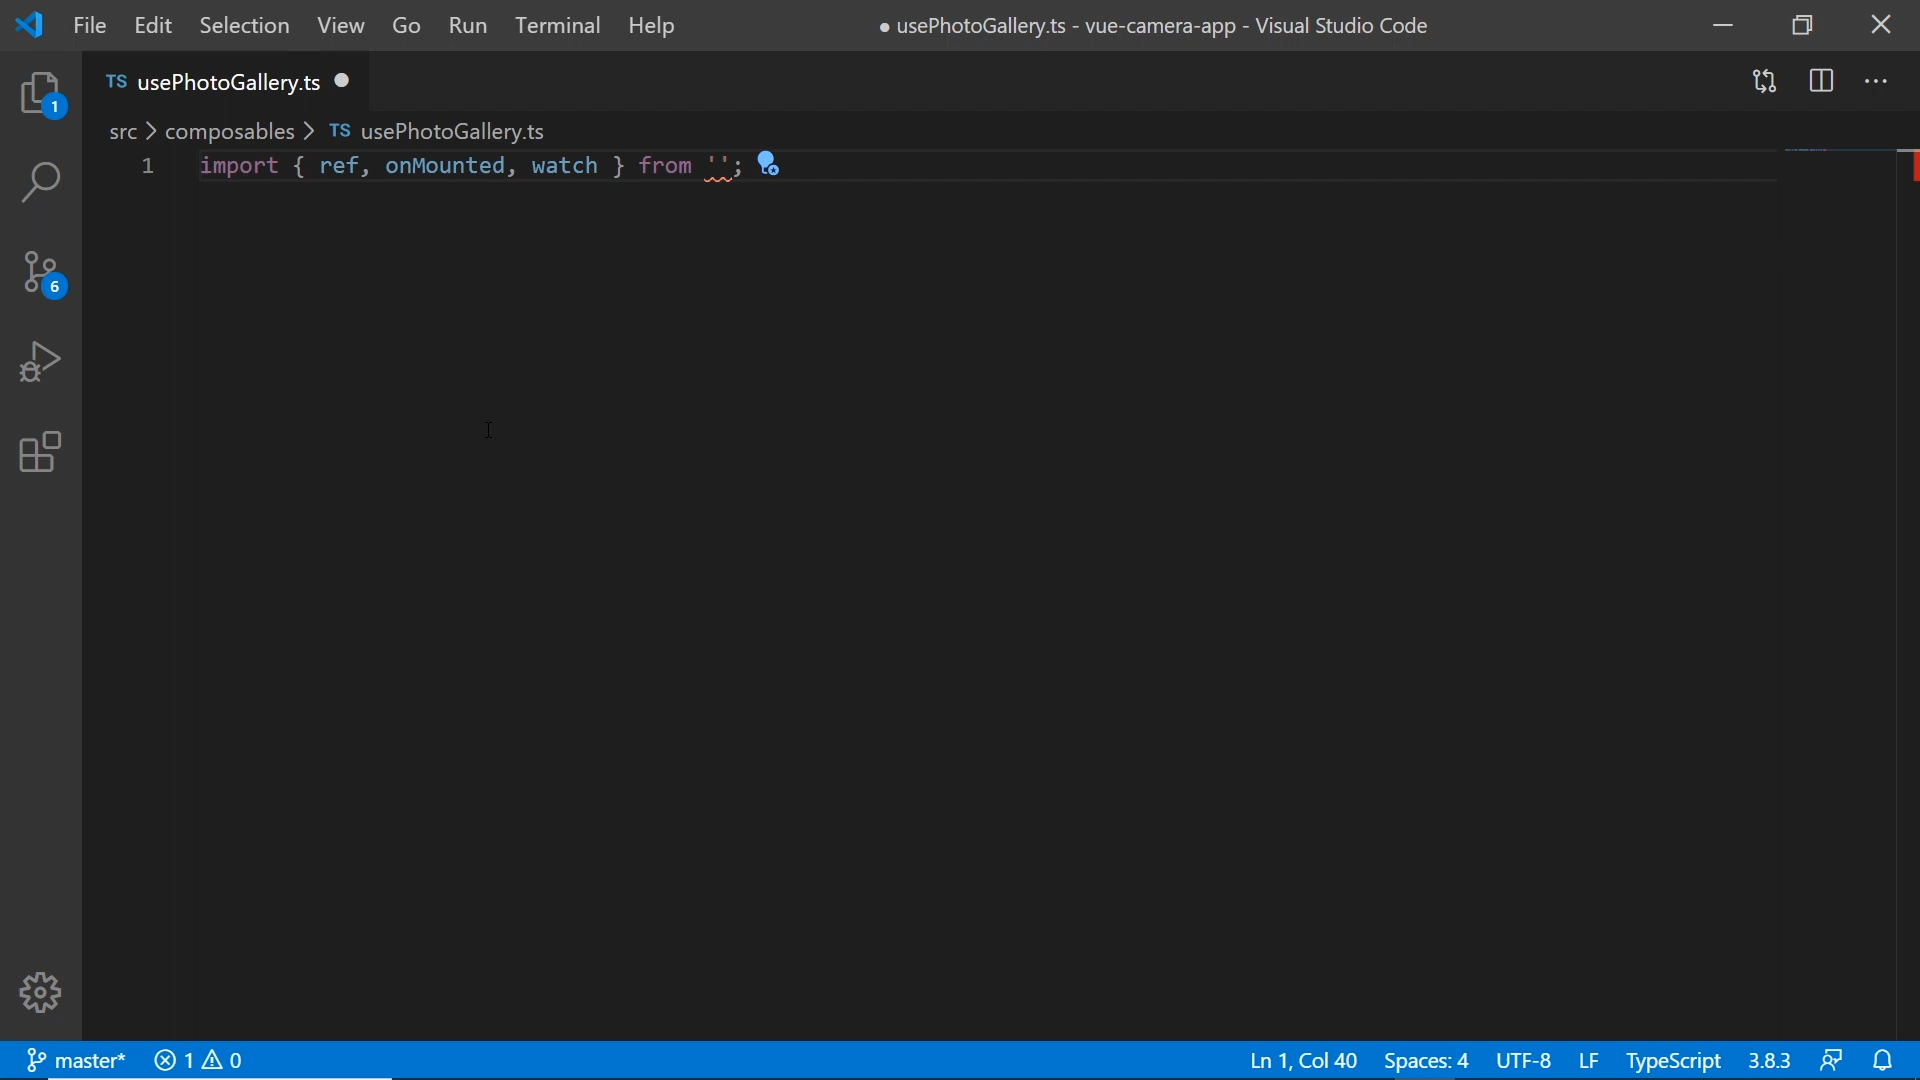 File Edit Selection View Go Run Terminal Help ● usePhotoGallery.ts - vue-camera-app - Visual Studio Code
TS usePhotoGallery.ts ●
src > composables > TS usePhotoGallery.ts
1 import { ref, onMounted, watch } from '';
1
6
master* 1 0 Ln 1, Col 40 Spaces: 4 UTF-8 LF TypeScript 3.8.3